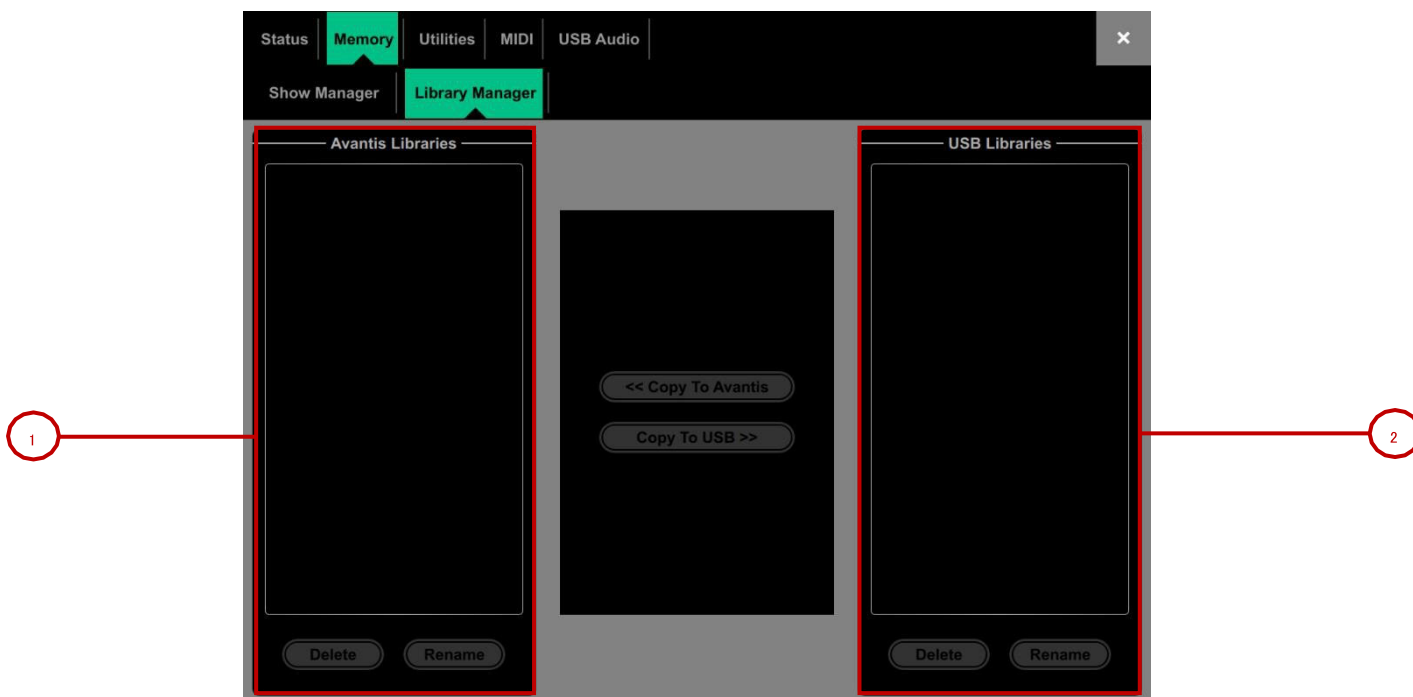 Status Memory Utilities MIDI USB Audio ×
Show Manager Library Manager
Avantis Libraries
USB Libraries
<< Copy To Avantis
Copy To USB >>
1
2
Delete Rename
Delete Rename